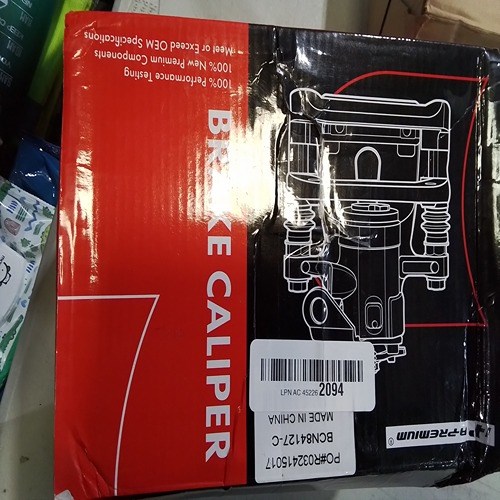 100% Performance Testing
100% New Premium Components
*Meet or Exceed OEM Specifications
BRAKE CALIPER
A-PREMIUM®
PO#R032415017
BCN84127-C
MADE IN CHINA
LPN AC 45226 2094